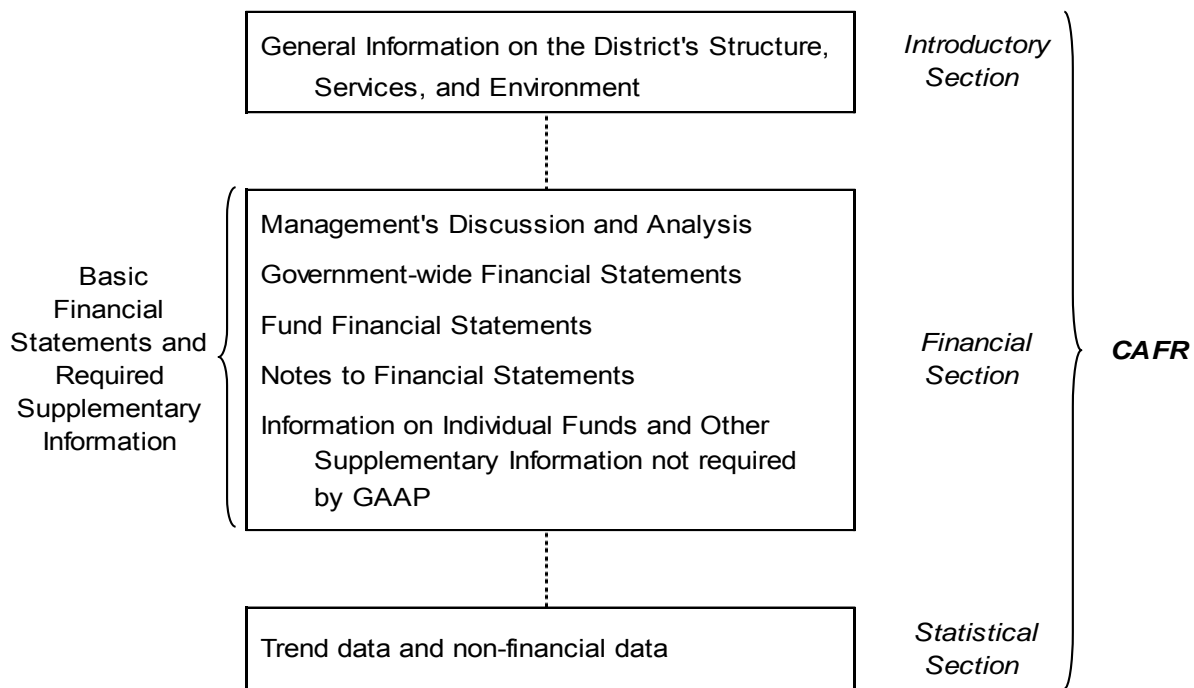 General Information on the District's Structure,
Services, and Environment
Introductory
Section
Basic
Financial
Statements and
Required
Supplementary
Information
Management's Discussion and Analysis
Government-wide Financial Statements
Fund Financial Statements
Notes to Financial Statements
Information on Individual Funds and Other
Supplementary Information not required
by GAAP
Financial
Section
CAFR
Trend data and non-financial data
Statistical
Section